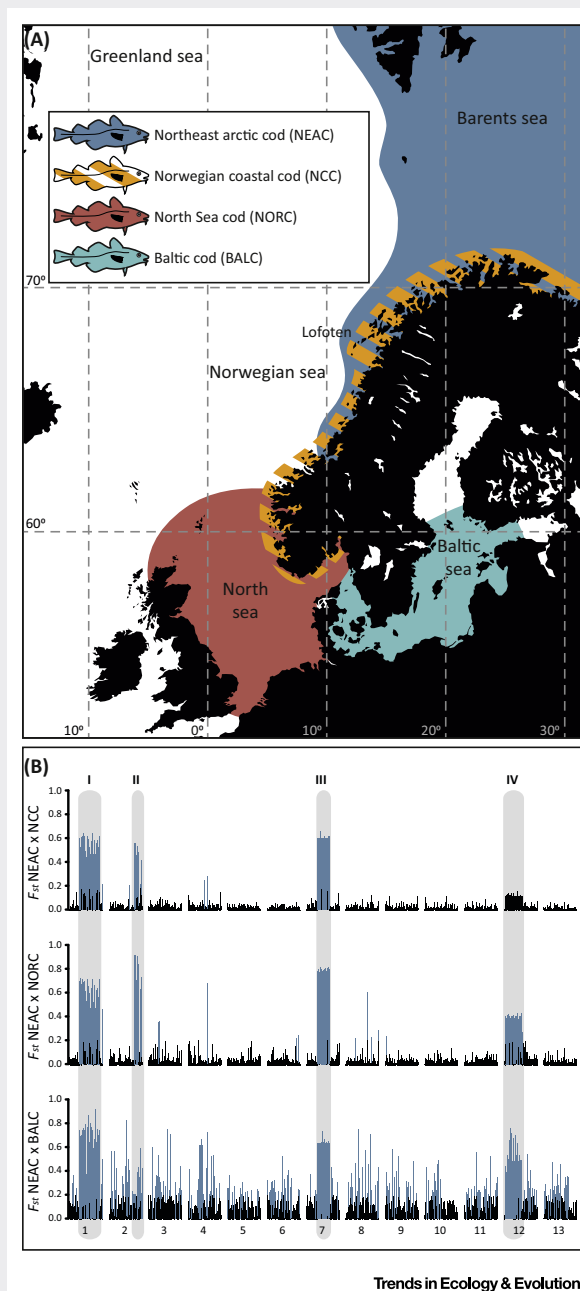 (A)
Greenland sea
Barents sea
Northeast arctic cod (NEAC)
Norwegian coastal cod (NCC)
North Sea cod (NORC)
Baltic cod (BALC)
70º
Lofoten
Norwegian sea
60º
Baltic
sea
North
sea
10º 0º 10º 20º 30º
(B)
I II III IV
1.0
0.8
0.6
0.4
0.2
0.0
Fst NEAC x NCC
1.0
0.8
0.6
0.4
0.2
0.0
Fst NEAC x NORC
1.0
0.8
0.6
0.4
0.2
0.0
Fst NEAC x BALC
1 2 3 4 5 6 7 8 9 10 11 12 13
Trends in Ecology & Evolution